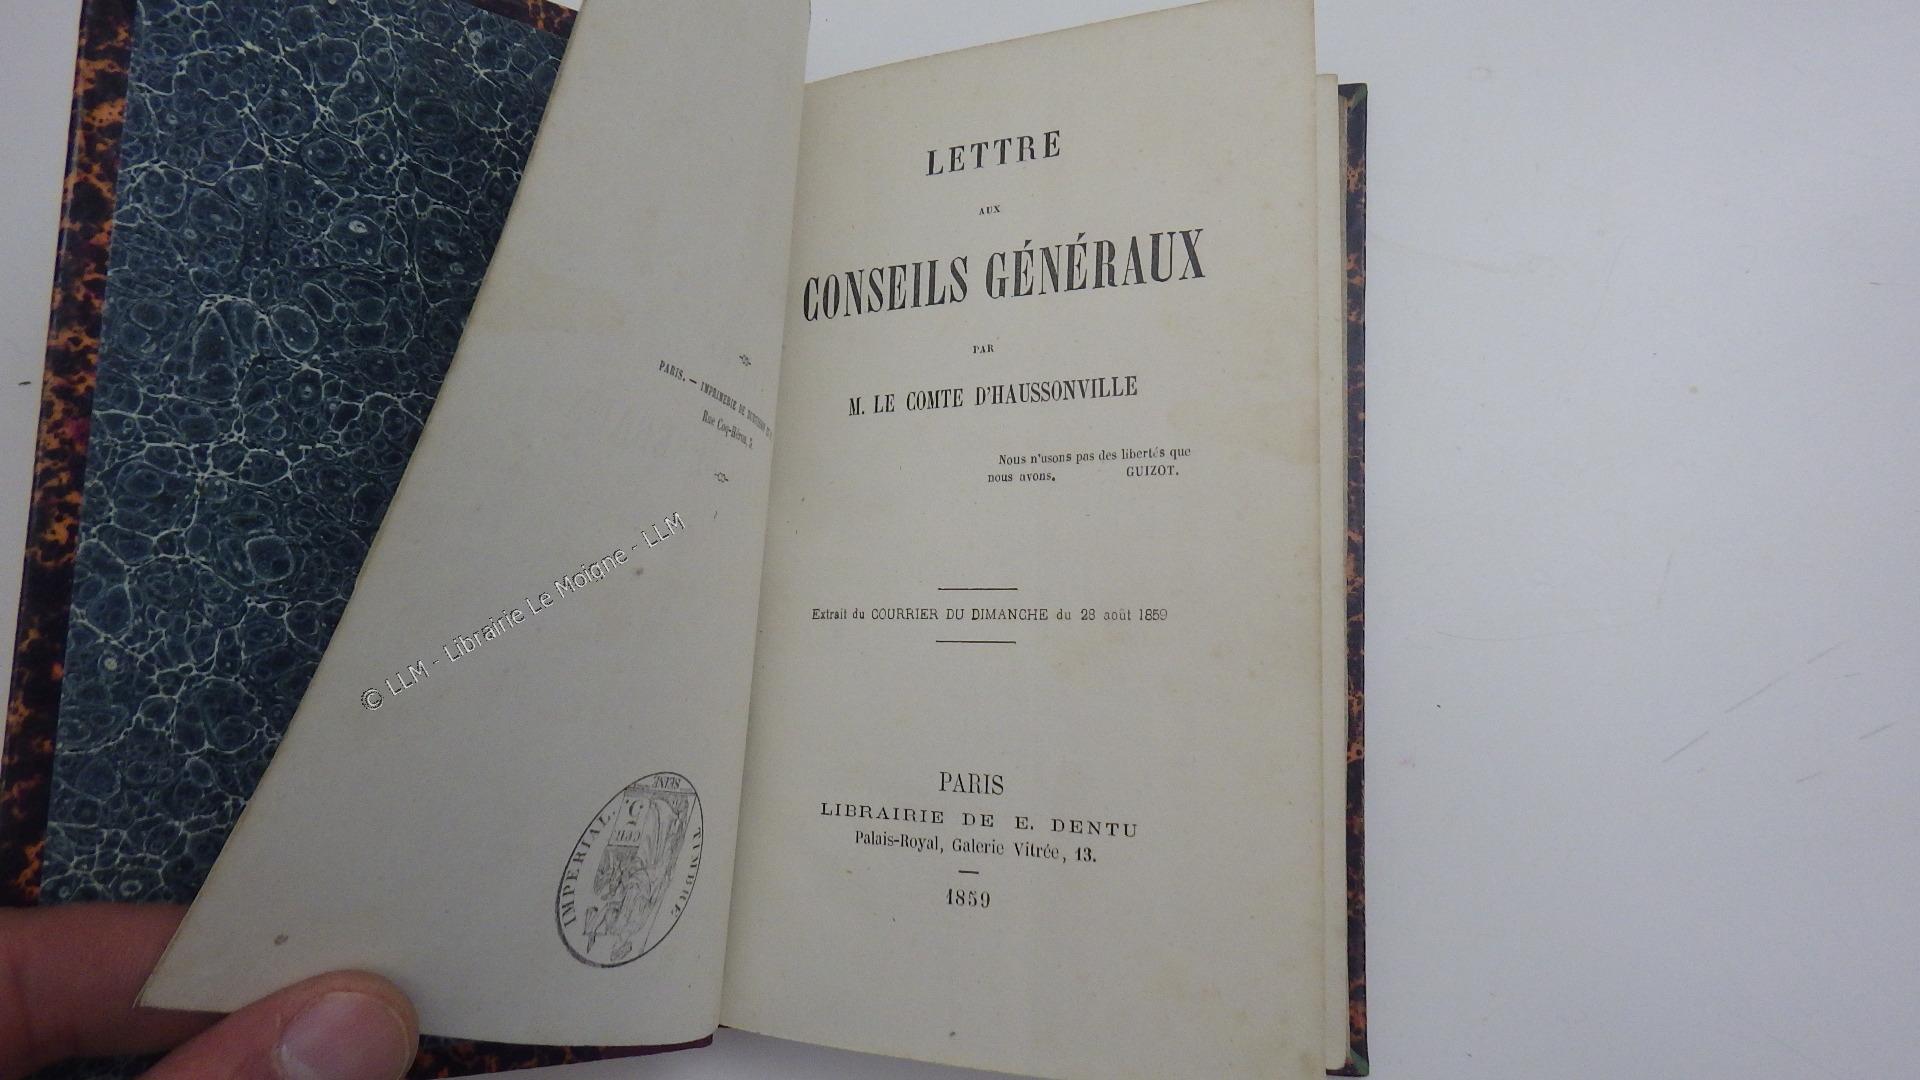 PARIS. — IMPRIMERIE DE
Rue Coq-Héron, 5.
© LLM - Librairie Le Moigne - LLM
TIMBRE IMPERIAL.
SEINE
5.
CEN
LETTRE
AUX
CONSEILS GÉNÉRAUX
PAR
M. LE COMTE D'HAUSSONVILLE
Nous n'usons pas des libertés que
nous avons. GUIZOT.
Extrait du COURRIER DU DIMANCHE du 28 août 1859
PARIS
LIBRAIRIE DE E. DENTU
Palais-Royal, Galerie Vitrée, 13.
1859